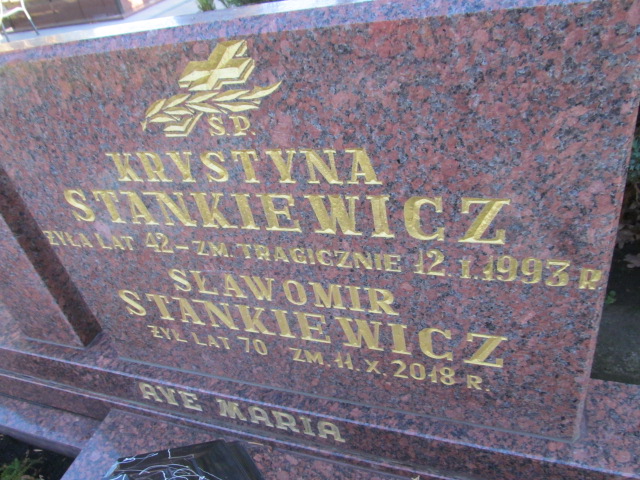 Ś.P.
KRYSTYNA
STANKIEWICZ
ŻYŁA LAT 42 - ZM. TRAGICZNIE 12.I.1993 R
SŁAWOMIR
STANKIEWICZ
ŻYŁ LAT 70 ZM. 11.X.2018 R.
AVE MARIA